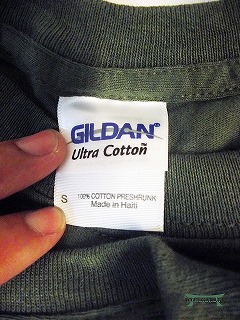 GILDAN®
Ultra Cotton
S 100% COTTON PRESHRUNK
Made in Haiti